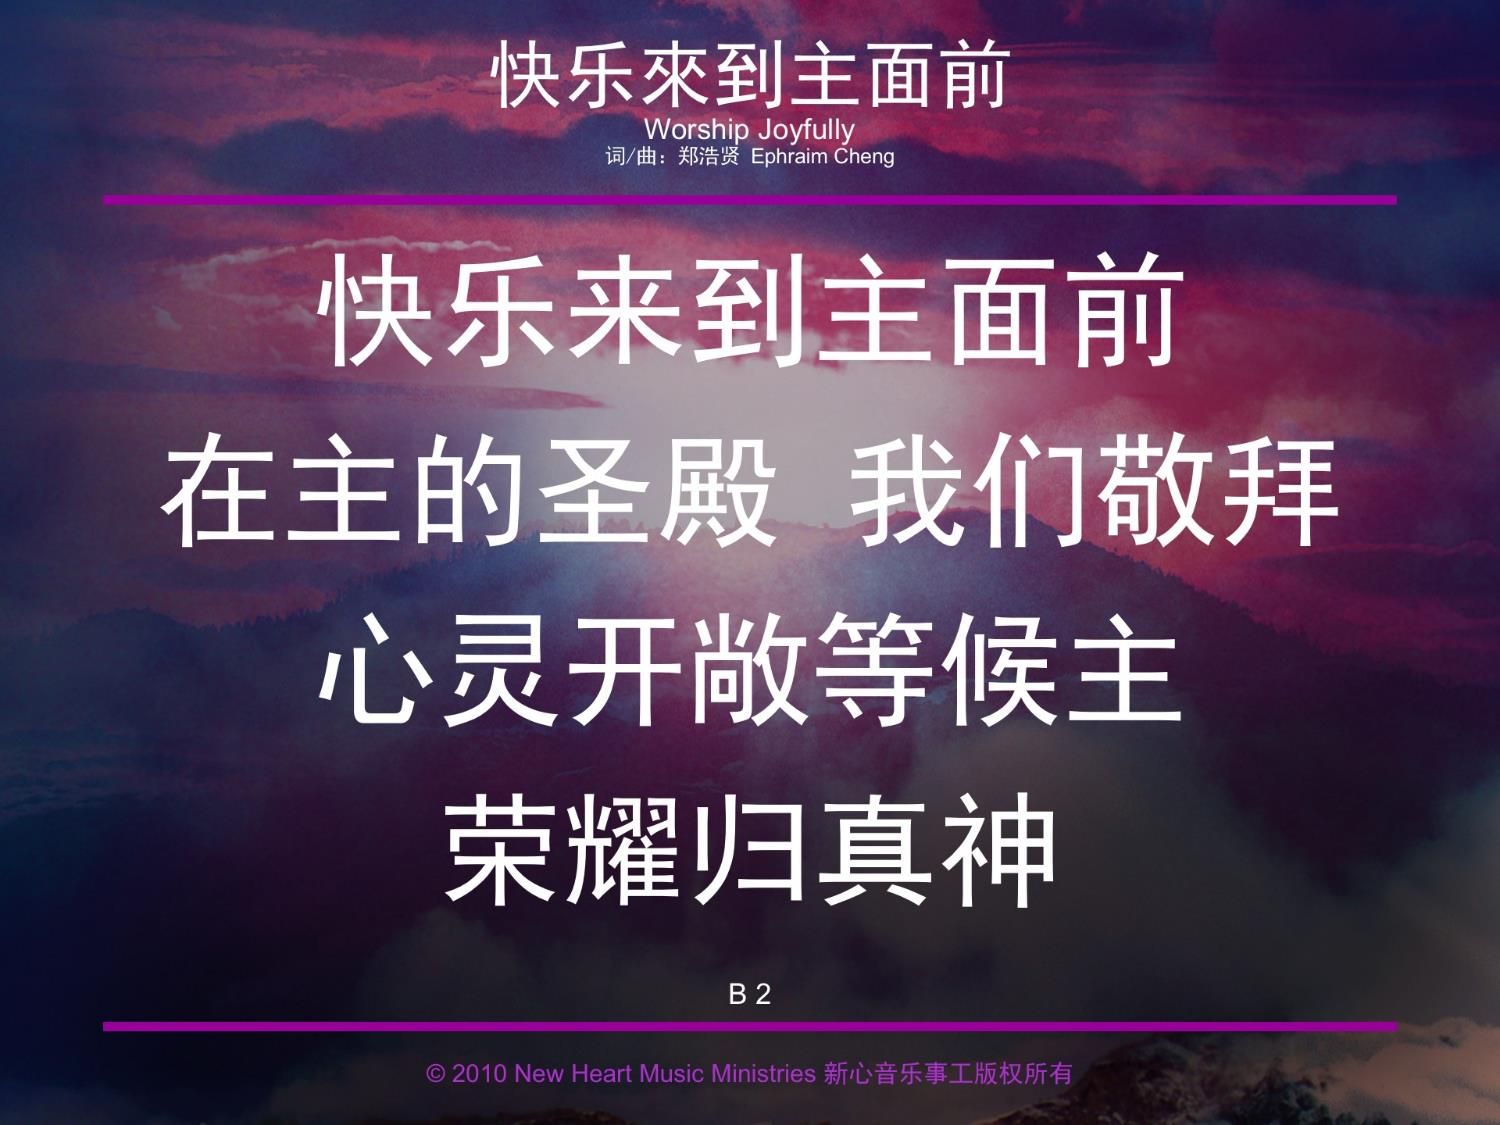 快乐來到主面前
Worship Joyfully
词/曲：郑浩贤 Ephraim Cheng
快乐来到主面前
在主的圣殿 我们敬拜
心灵开敞等候主
荣耀归真神
B 2
© 2010 New Heart Music Ministries 新心音乐事工版权所有